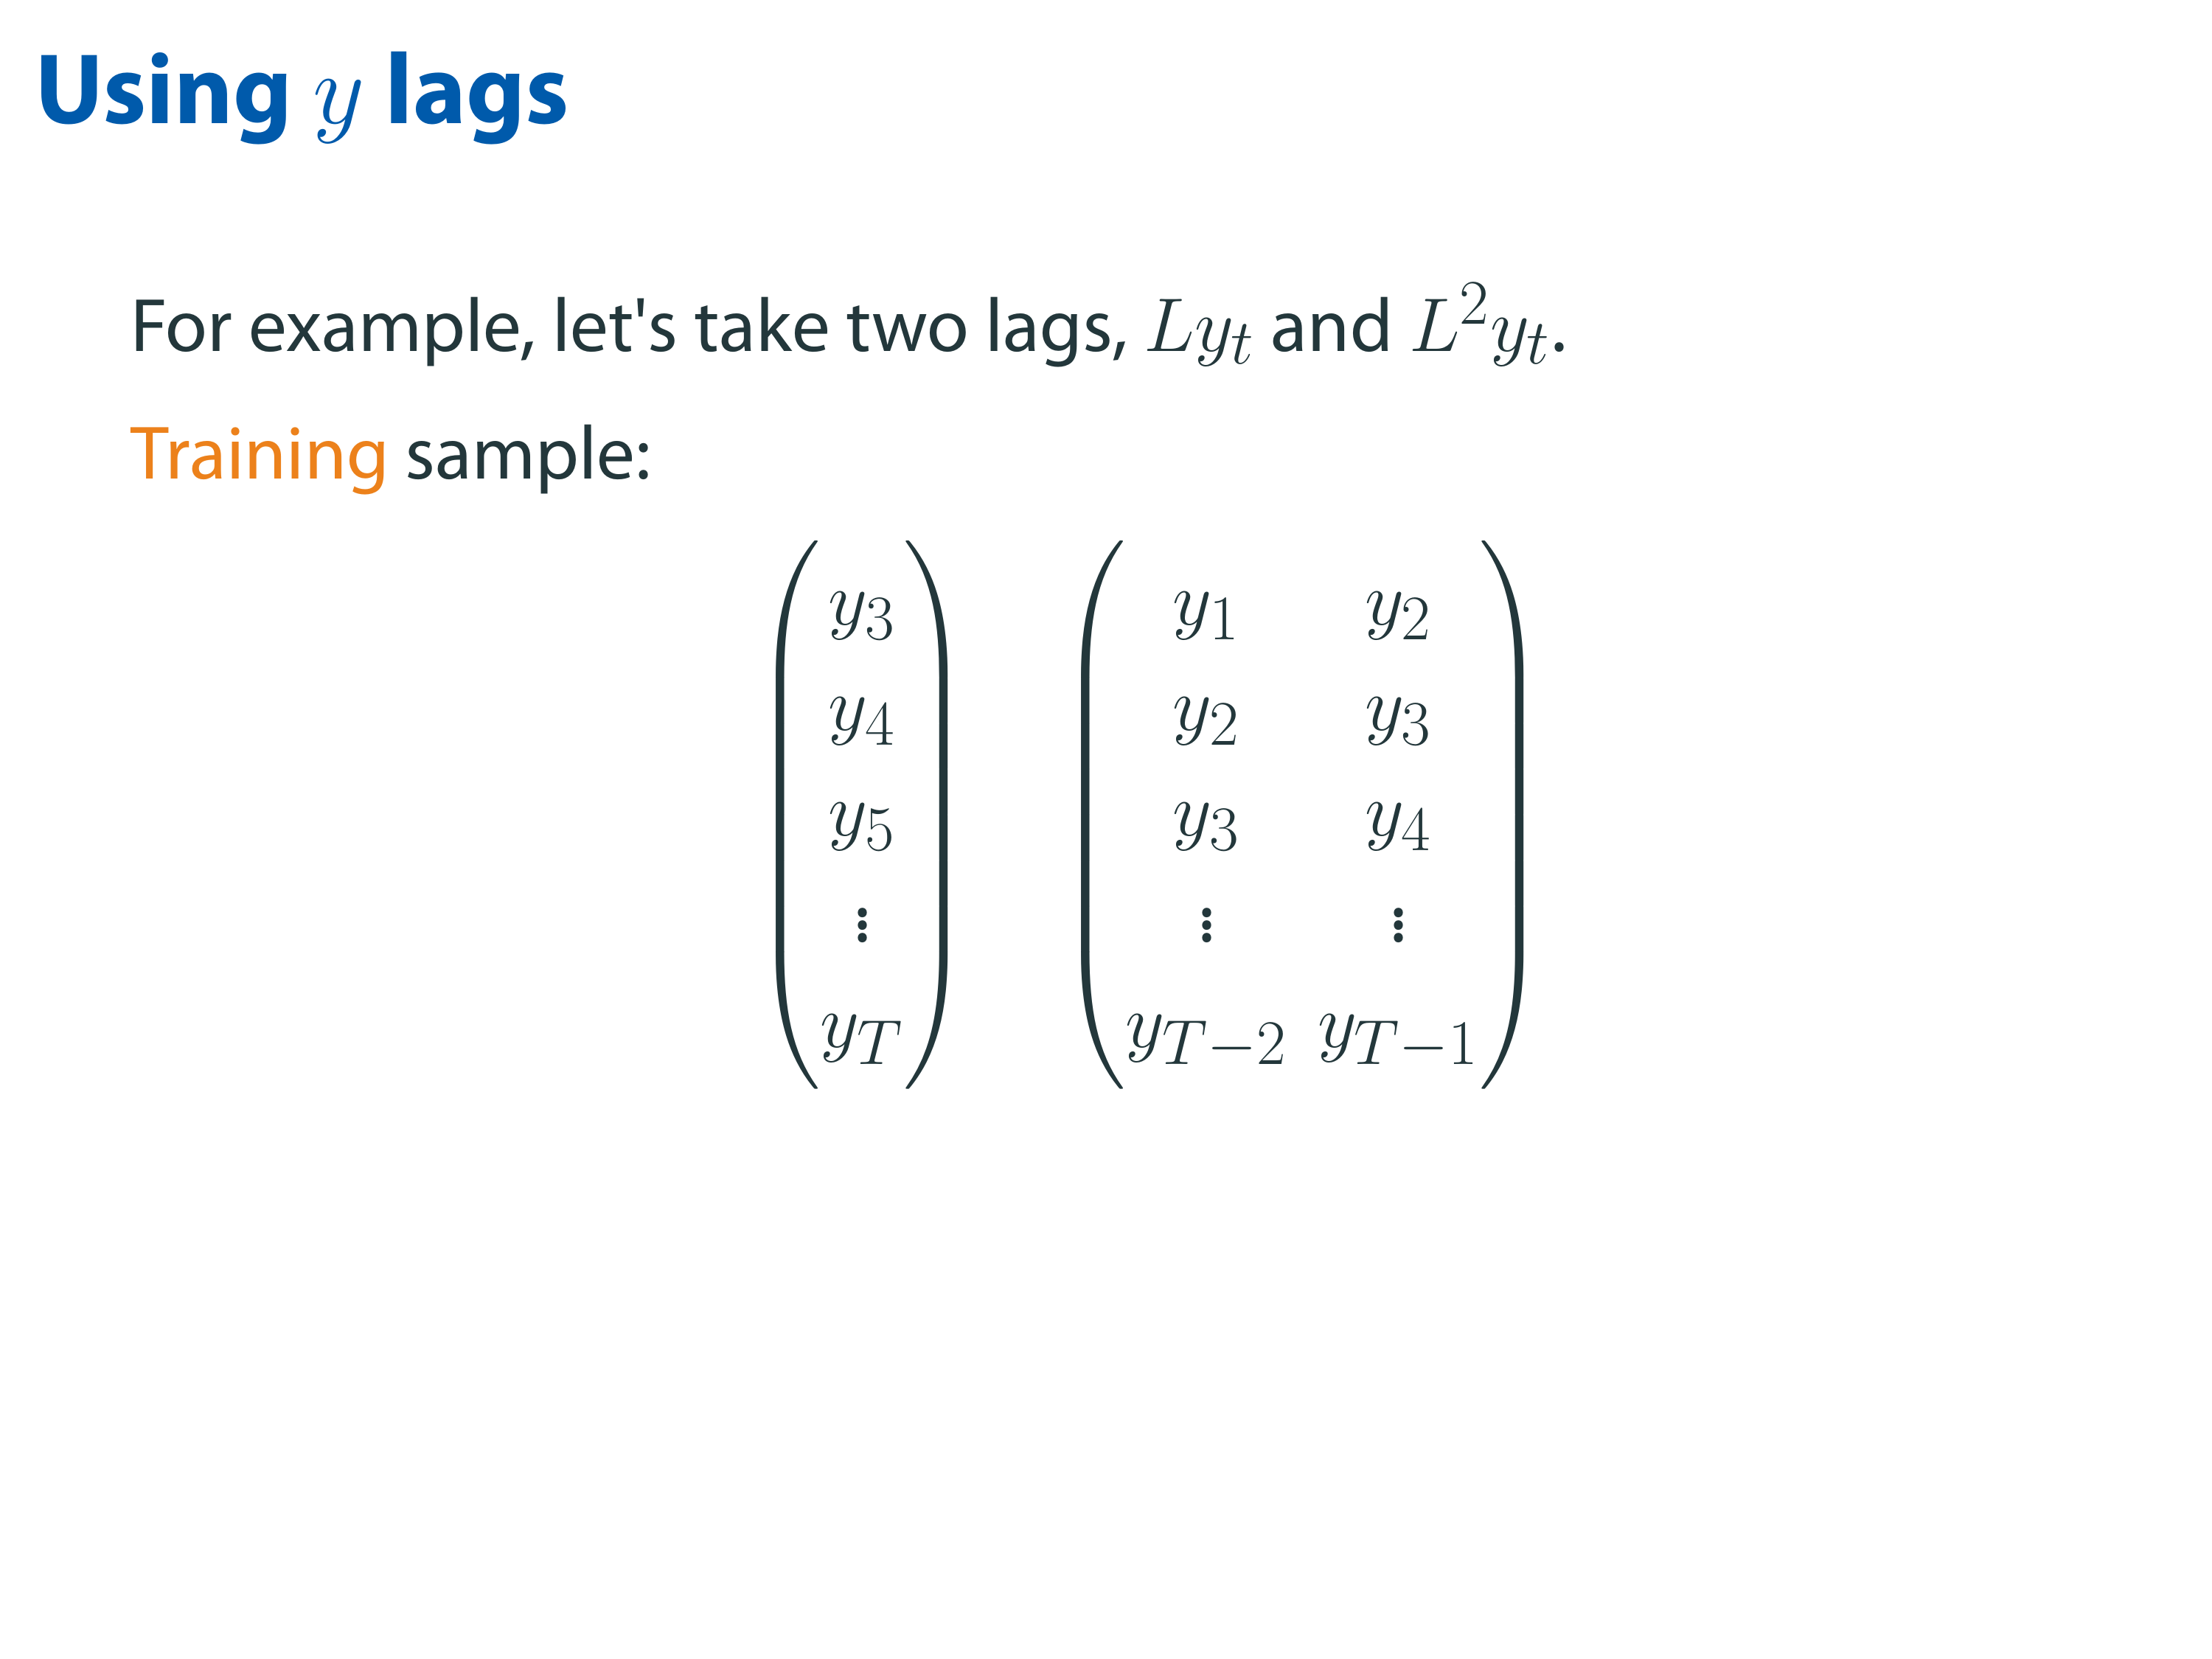 Using y lags
For example, let's take two lags, Ly_t and L^2y_t.
Training sample:
y_3 y_1 y_2
y_4 y_2 y_3
y_5 y_3 y_4
⋮ ⋮ ⋮
y_T y_{T−2} y_{T−1}